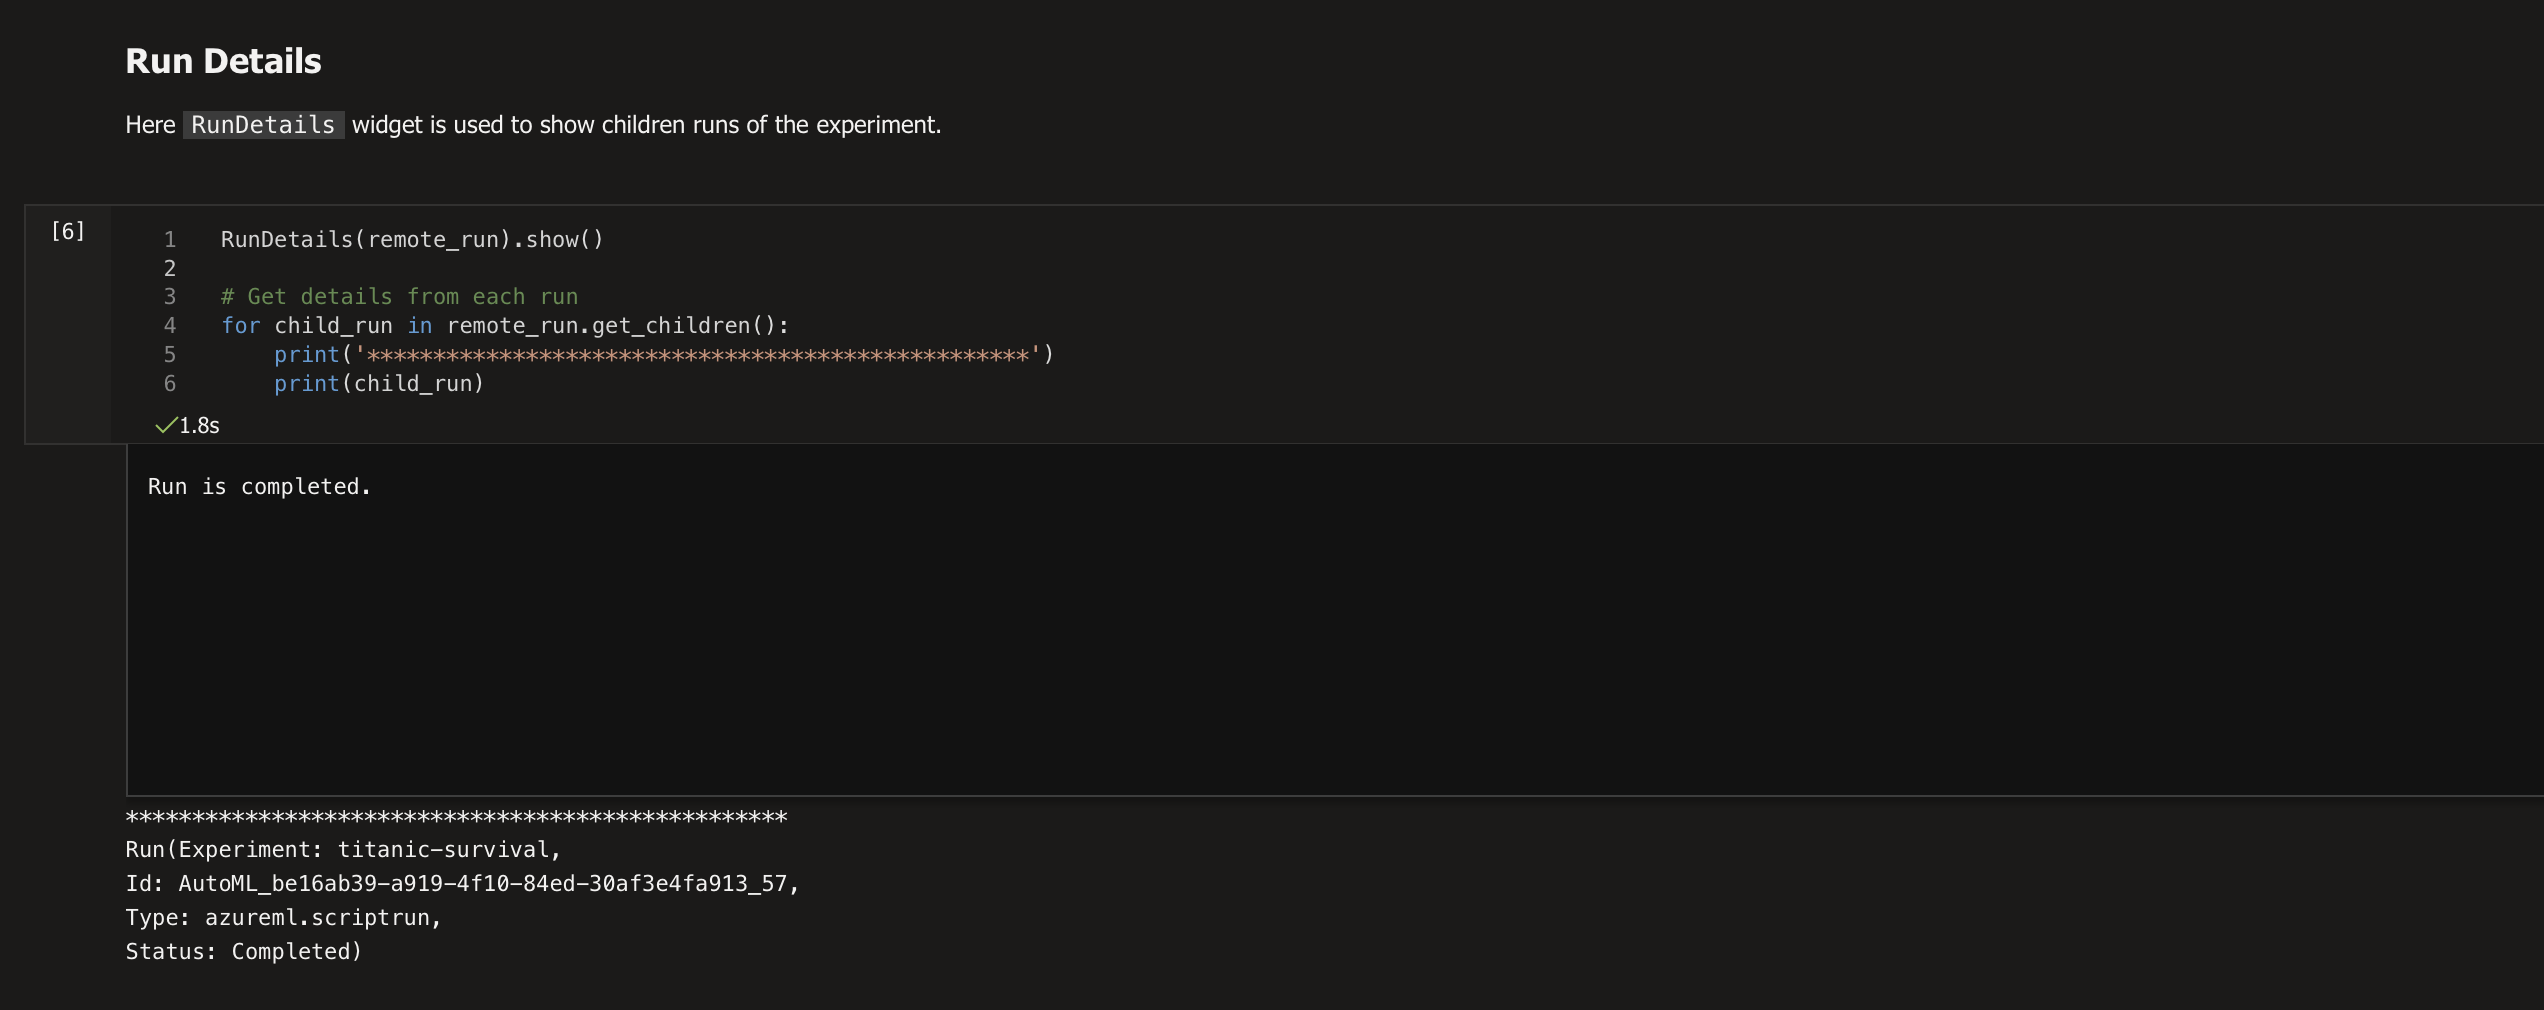 Run Details
Here RunDetails widget is used to show children runs of the experiment.
[6]
1 RunDetails(remote_run).show()
2
3 # Get details from each run
4 for child_run in remote_run.get_children():
5     print('**************************************************')
6     print(child_run)
✓1.8s
Run is completed.
**************************************************
Run(Experiment: titanic-survival,
Id: AutoML_be16ab39-a919-4f10-84ed-30af3e4fa913_57,
Type: azureml.scriptrun,
Status: Completed)